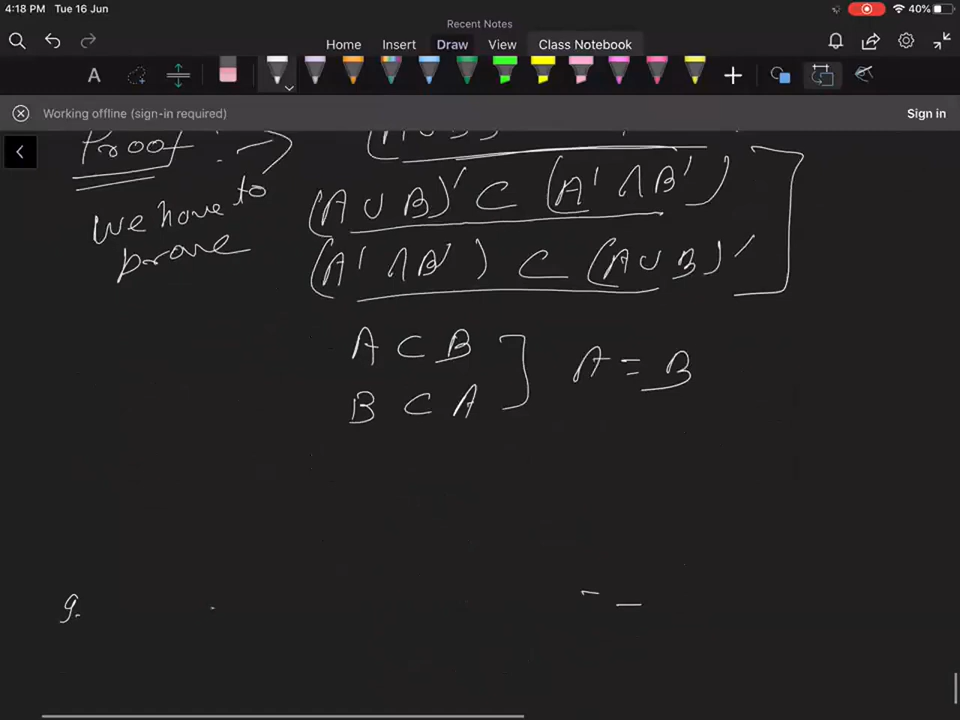 4:18 PM Tue 16 Jun
40%
Recent Notes
Home Insert Draw View Class Notebook
A
Working offline (sign-in required) Sign in
Proof :->
We have to
prove
(A ∪ B)' ⊂ (A' ∩ B')
(A' ∩ B') ⊂ (A ∪ B)'
A ⊂ B
B ⊂ A
A = B